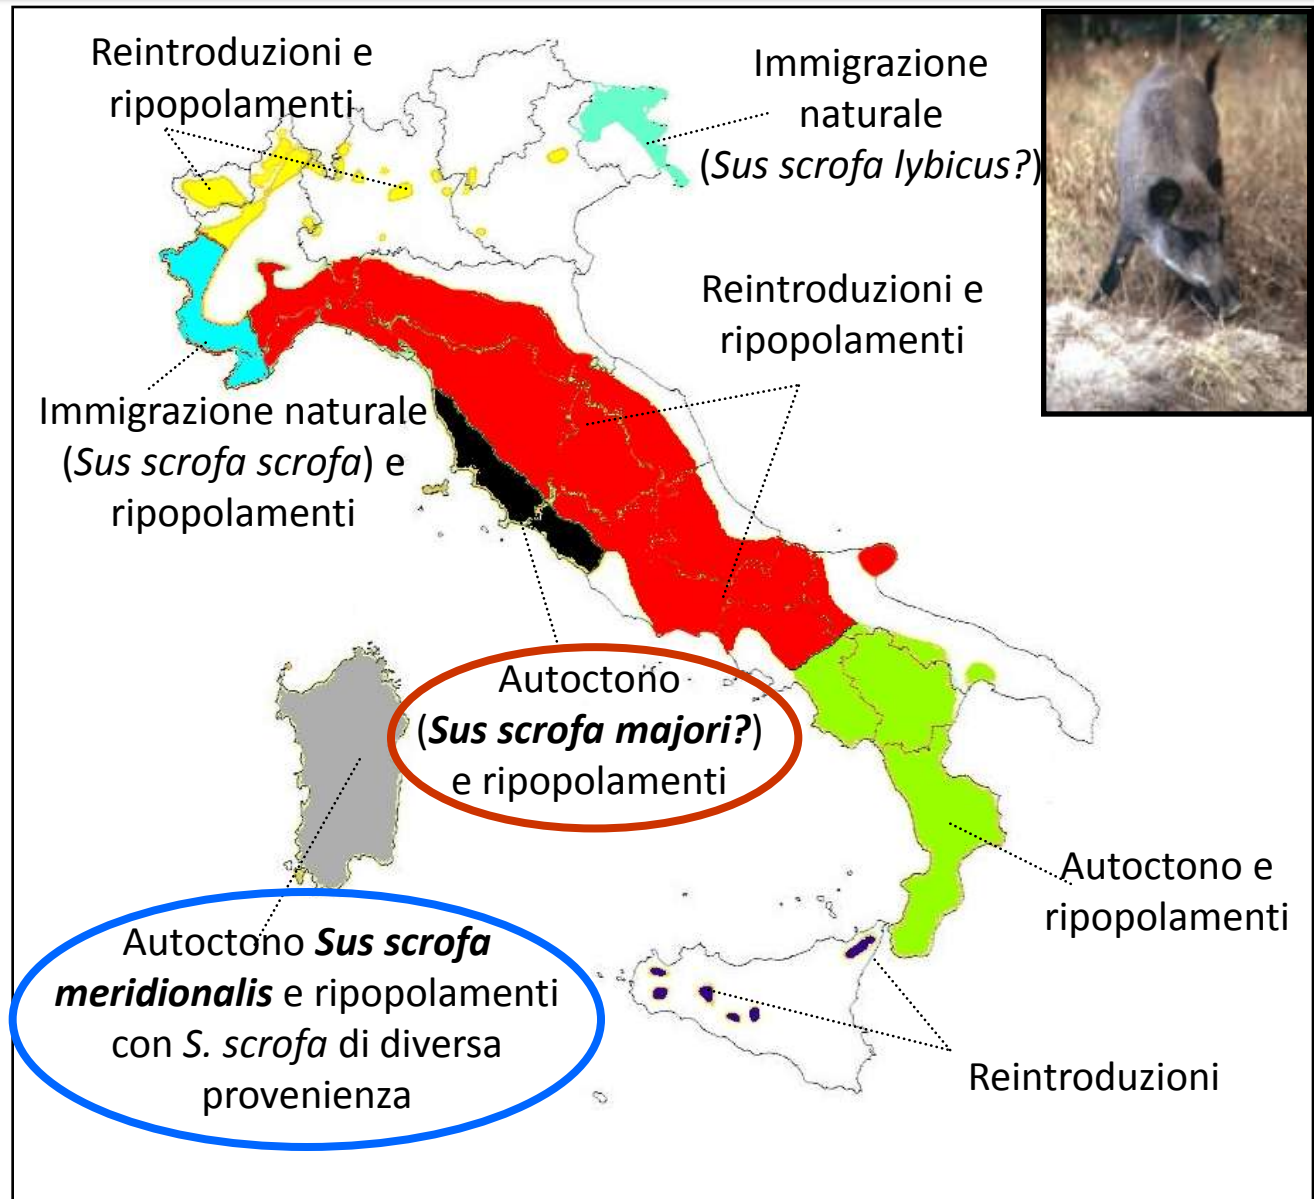 Reintroduzioni e
ripopolamenti
Immigrazione
naturale
(Sus scrofa lybicus?)
Reintroduzioni e
ripopolamenti
Immigrazione naturale
(Sus scrofa scrofa) e
ripopolamenti
Autoctono
(Sus scrofa majori?)
e ripopolamenti
Autoctono e
ripopolamenti
Autoctono Sus scrofa
meridionalis e ripopolamenti
con S. scrofa di diversa
provenienza
Reintroduzioni